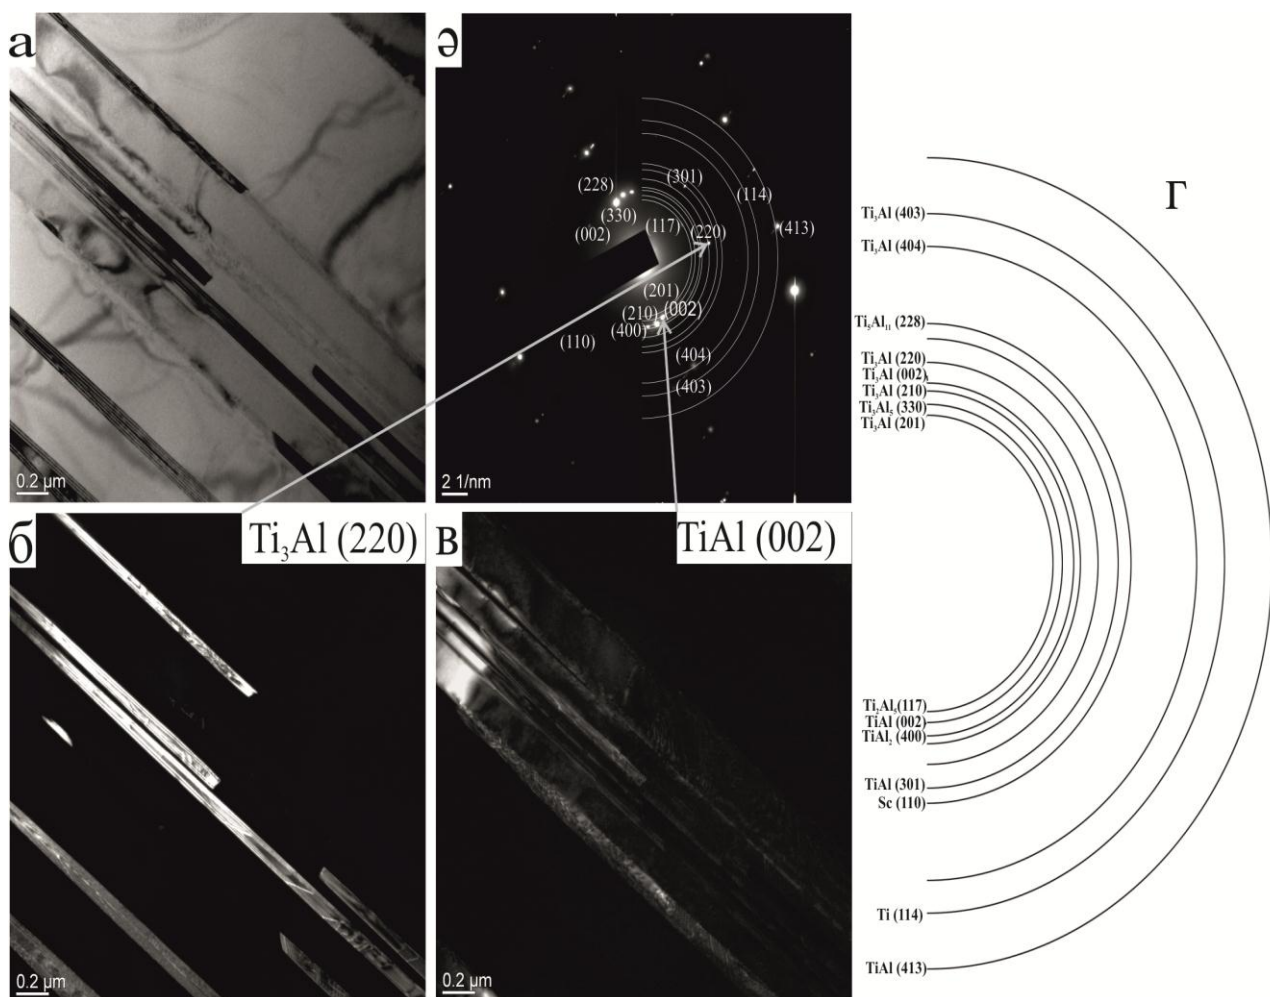 а
0.2 µm
ә
(228)
(330)
(002)
(117)
(301)
(220)
(114)
(413)
(201)
(002)
(210)
(400)
(110)
(404)
(403)
2 1/nm
б
Ti₃Al (220)
0.2 µm
в
TiAl (002)
0.2 µm
Г
Ti₃Al (403)
Ti₃Al (404)
Ti₅Al₁₁ (228)
Ti₃Al (220)
Ti₃Al (002)
Ti₃Al (210)
Ti₃Al₅ (330)
Ti₃Al (201)
Ti₂Al₅ (117)
TiAl (002)
TiAl₂ (400)
TiAl (301)
Sc (110)
Ti (114)
TiAl (413)